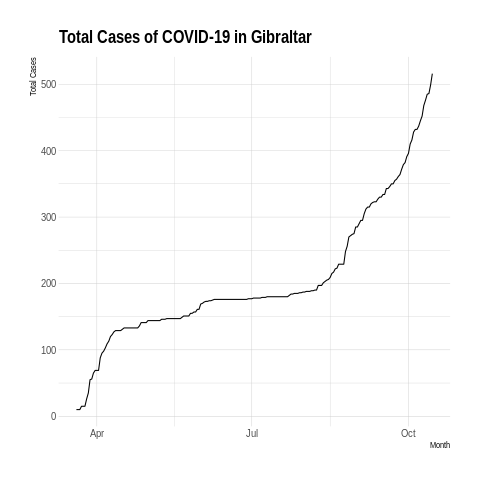 Total Cases of COVID-19 in Gibraltar
Total Cases
500
400
300
200
100
0
Apr
Jul
Oct
Month